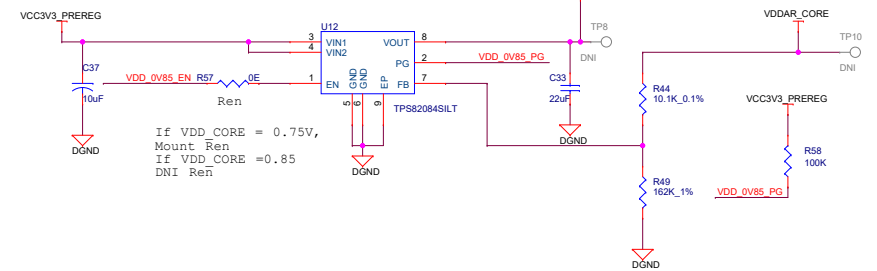 VCC3V3_PREREG
VDDAR_CORE
U12
TP8
TP10
3
VIN1
VOUT
8
4
VIN2
PG
2
VDD_0V85_PG
DNI
DNI
C37
10uF
VDD_0V85_EN
R57
0E
1
EN
GND
GND
EP
FB
7
C33
22uF
R44
10.1K_0.1%
VCC3V3_PREREG
Ren
5
6
9
TPS82084SILT
DGND
If VDD_CORE = 0.75V,
Mount Ren
If VDD_CORE =0.85
DNI Ren
DGND
DGND
R58
100K
R49
162K_1%
VDD_0V85_PG
DGND